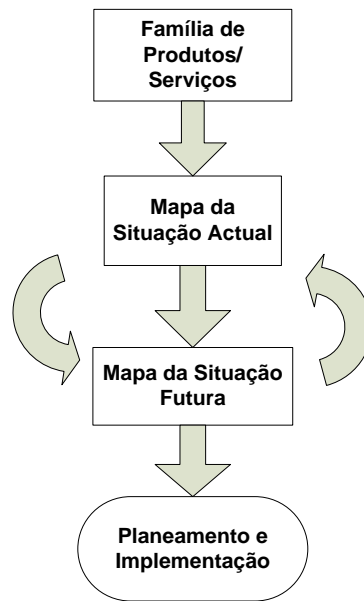 Família de
Produtos/
Serviços
Mapa da
Situação Actual
Mapa da Situação
Futura
Planeamento e
Implementação